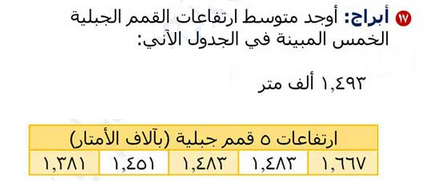 ١٧ أبراج: أوجد متوسط ارتفاعات القمم الجبلية
الخمس المبينة في الجدول الآتي:
١,٤٩٣ ألف متر
ارتفاعات ٥ قمم جبلية (بآلاف الأمتار)
١,٦٦٧ ١,٤٨٣ ١,٤٨٣ ١,٤٥١ ١,٣٨١